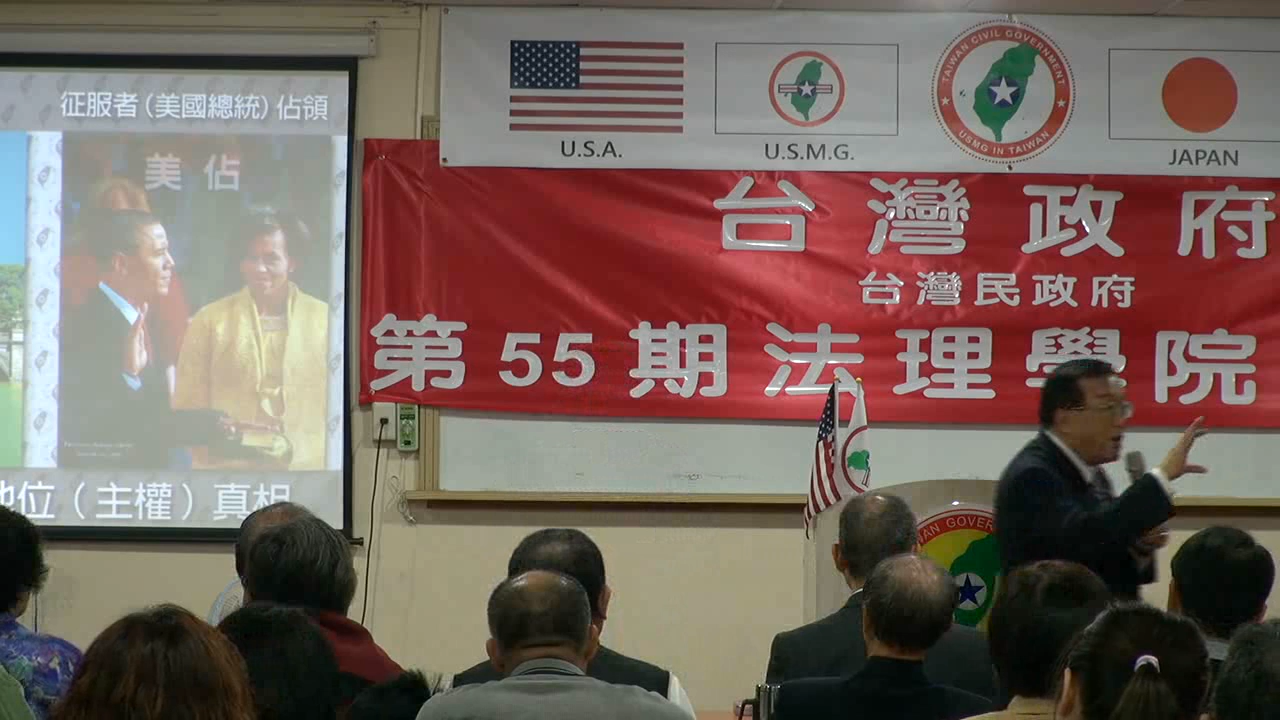 征服者（美國總統）佔領
美 佔
地位（主權）真相
U.S.A.
U.S.M.G.
TAIWAN CIVIL GOVERNMENT
USMG IN TAIWAN
JAPAN
台灣政府
台灣民政府
第55期法理學院